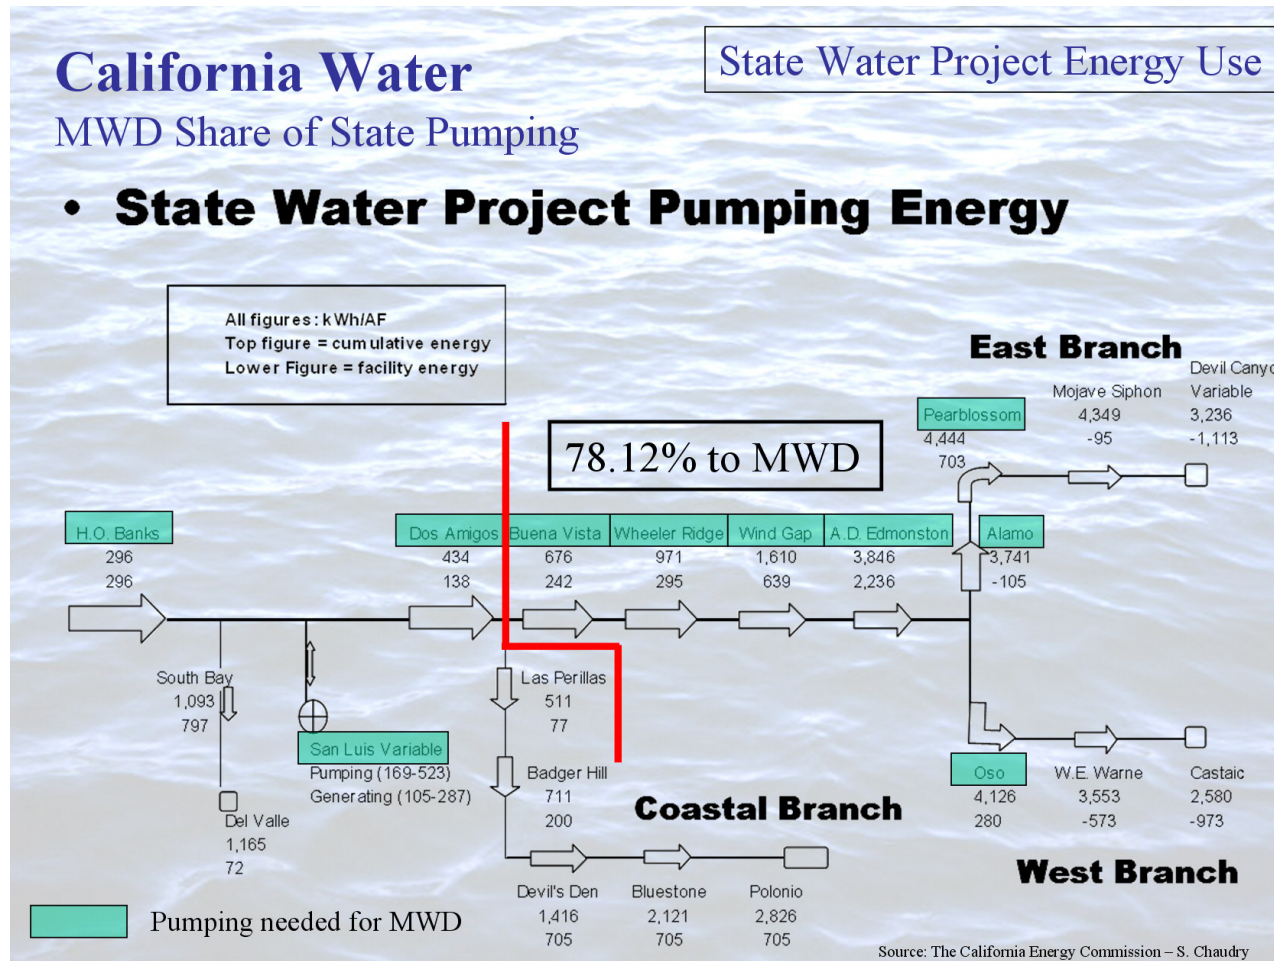 California Water
State Water Project Energy Use
MWD Share of State Pumping
• State Water Project Pumping Energy
All figures: kWh/AF
Top figure = cumulative energy
Lower Figure = facility energy
78.12% to MWD
East Branch
Pearblossom
4,444
703
Mojave Siphon
4,349
-95
Devil Canyo
Variable
3,236
-1,113
H.O. Banks
296
296
Dos Amigos
434
138
Buena Vista
676
242
Wheeler Ridge
971
295
Wind Gap
1,610
639
A.D. Edmonston
3,846
2,236
Alamo
3,741
-105
South Bay
1,093
797
Del Valle
1,165
72
San Luis Variable
Pumping (169-523)
Generating (105-287)
Las Perillas
511
77
Badger Hill
711
200
Coastal Branch
Devil's Den
1,416
705
Bluestone
2,121
705
Polonio
2,826
705
Oso
4,126
280
W.E. Warne
3,553
-573
Castaic
2,580
-973
West Branch
Pumping needed for MWD
Source: The California Energy Commission – S. Chaudry